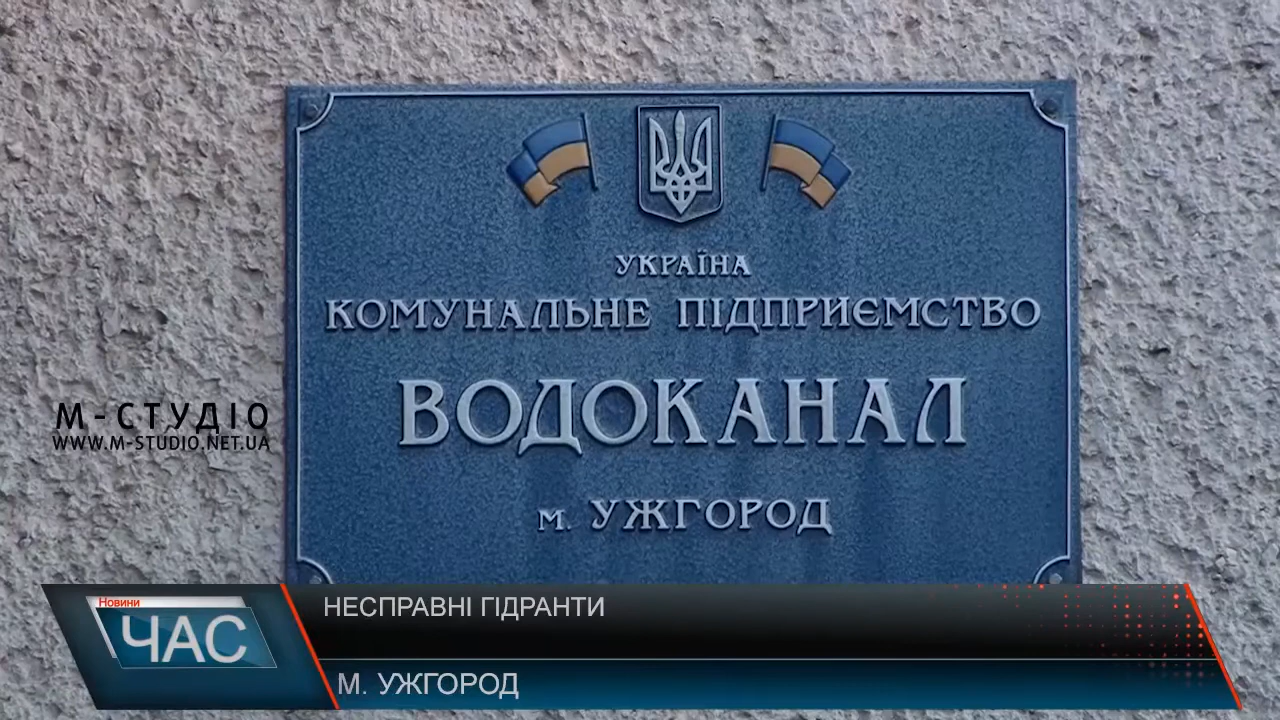 УКРАЇНА
КОМУНАЛЬНЕ ПІДПРИЄМСТВО
ВОДОКАНАЛ
м. УЖГОРОД
М-СТУДІО
WWW.M-STUDIO.NET.UA
Новини
ЧАС
НЕСПРАВНІ ГІДРАНТИ
М. УЖГОРОД